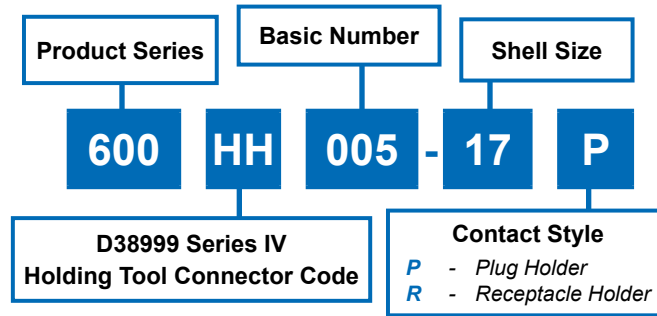 Product Series
Basic Number
Shell Size
600 HH 005 - 17 P
D38999 Series IV
Holding Tool Connector Code
Contact Style
P - Plug Holder
R - Receptacle Holder